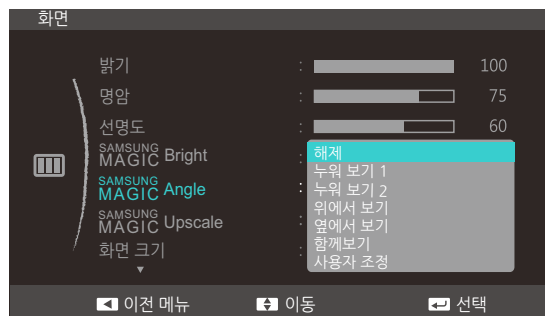 화면
밝기 : 100
명암 : 75
선명도 : 60
SAMSUNG MAGIC Bright :
SAMSUNG MAGIC Angle :
SAMSUNG MAGIC Upscale :
화면 크기 :
해제
누워 보기 1
누워 보기 2
위에서 보기
옆에서 보기
함께보기
사용자 조정
이전 메뉴 이동 선택